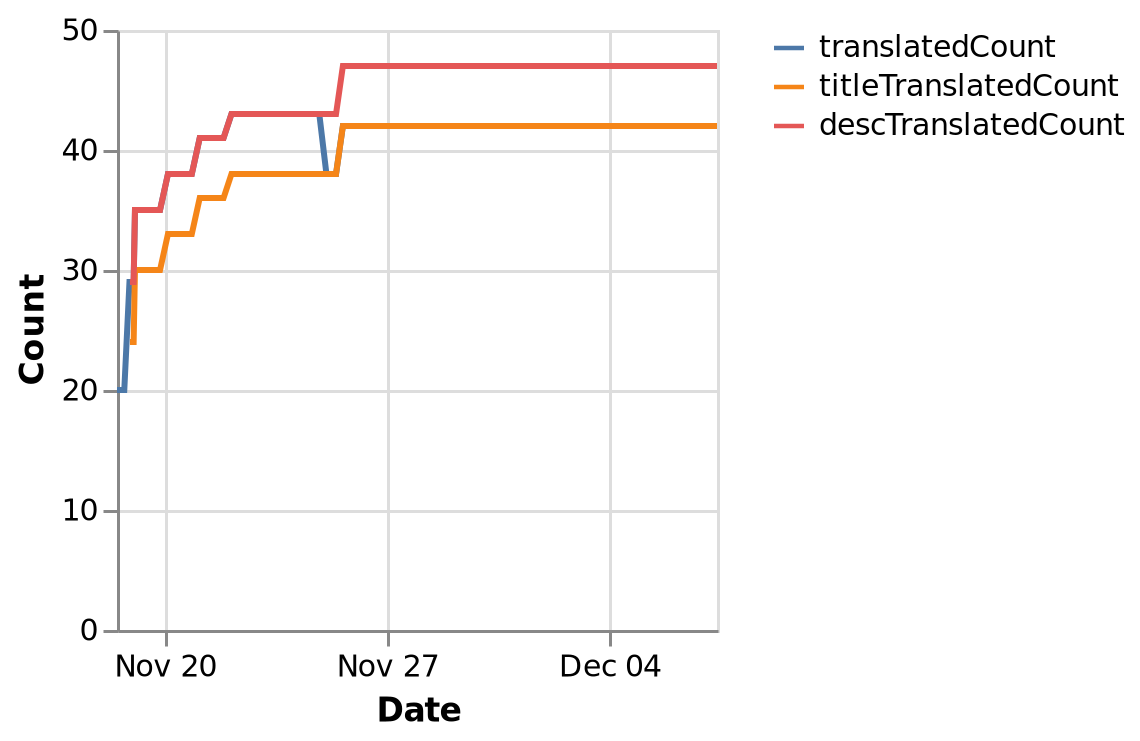 50
40
30
20
10
0
Count
Nov 20
Nov 27
Dec 04
Date
translatedCount
titleTranslatedCount
descTranslatedCount